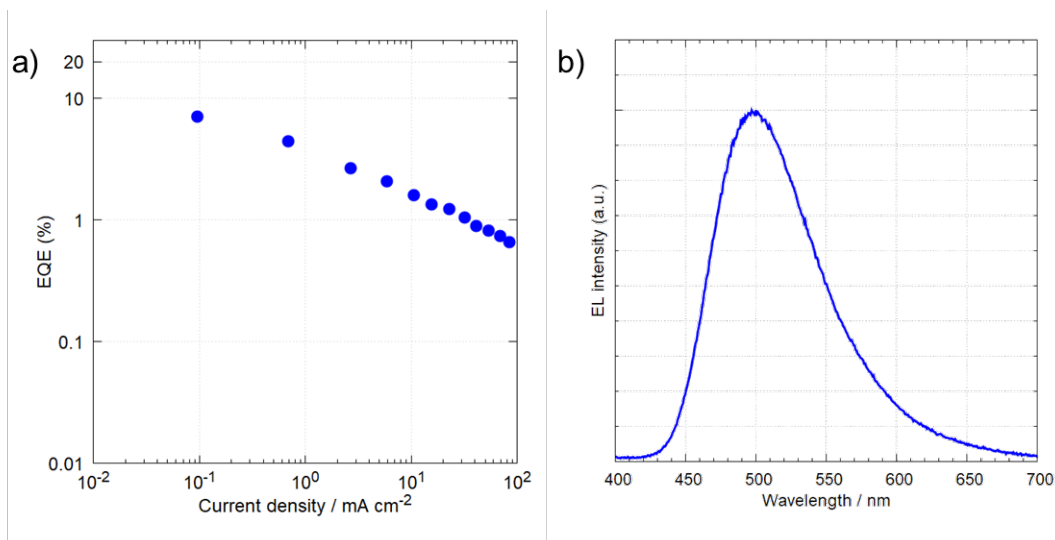 a)
20
10
1
0.1
0.01
EQE (%)
10⁻² 10⁻¹ 10⁰ 10¹ 10²
Current density / mA cm⁻²
b)
EL intensity (a.u.)
400 450 500 550 600 650 700
Wavelength / nm